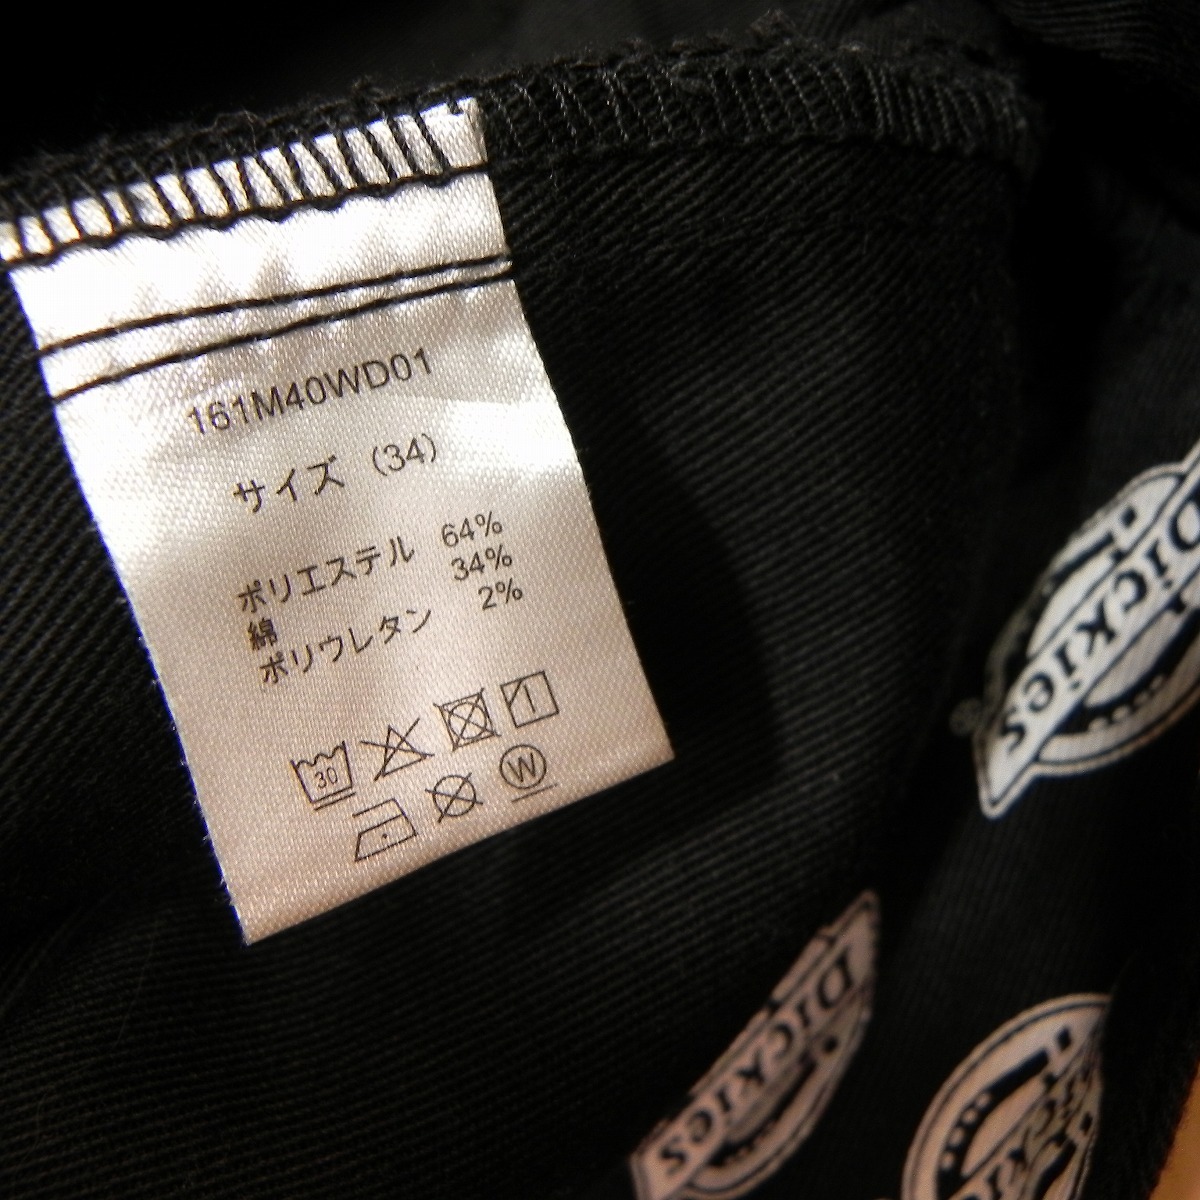 161M40WD01
サイズ (34)
ポリエステル 64%
綿 34%
ポリウレタン 2%
30
W
Dickies
Dickies
Dickies